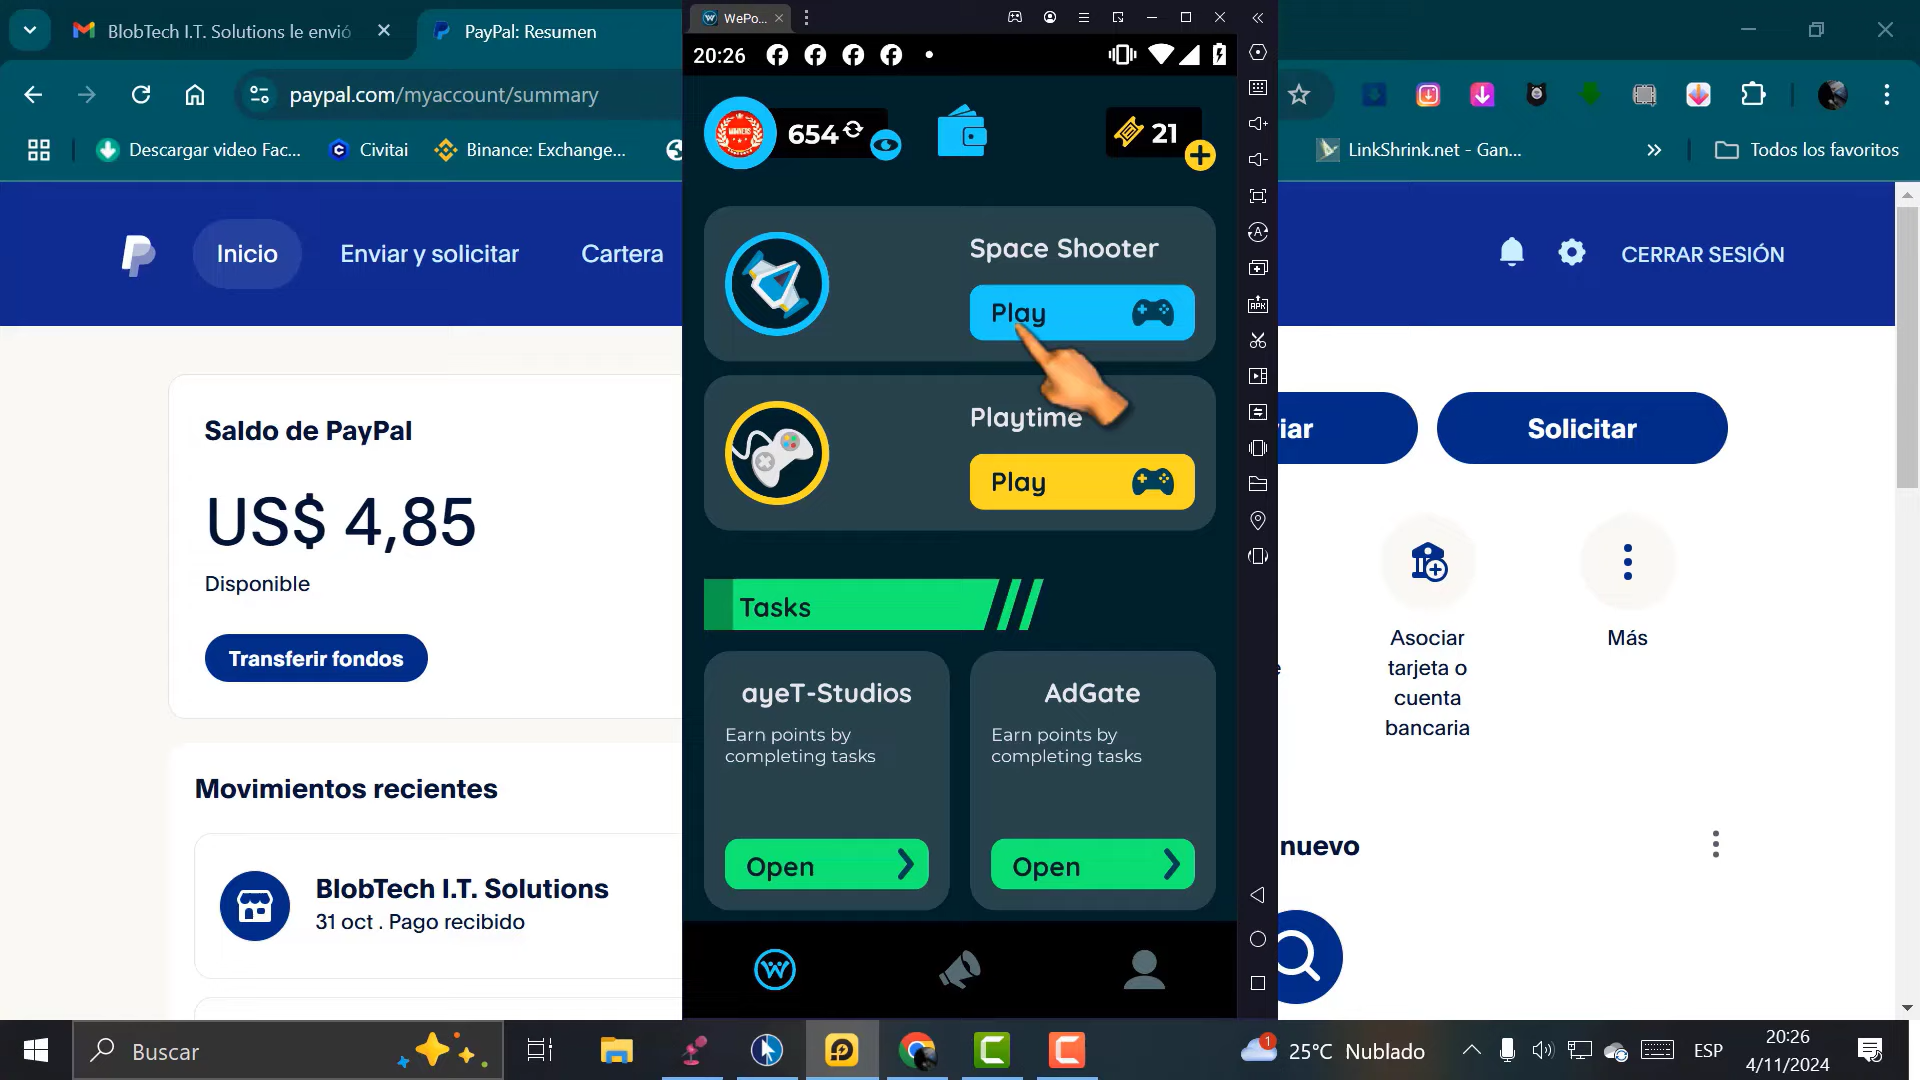 BlobTech I.T. Solutions le envió
PayPal: Resumen
paypal.com/myaccount/summary
Descargar video Fac...
Civitai
Binance: Exchange...
LinkShrink.net - Gan...
Todos los favoritos
WePo...
20:26
WINNERS
654
21
Inicio
Enviar y solicitar
Cartera
CERRAR SESIÓN
Space Shooter
Play
Playtime
Play
Saldo de PayPal
US$ 4,85
Disponible
Transferir fondos
iar
Solicitar
Asociar
tarjeta o
cuenta
bancaria
Más
Tasks
ayeT-Studios
Earn points by
completing tasks
Open
AdGate
Earn points by
completing tasks
Open
Movimientos recientes
BlobTech I.T. Solutions
31 oct . Pago recibido
nuevo
Buscar
1
25°C Nublado
ESP
20:26
4/11/2024